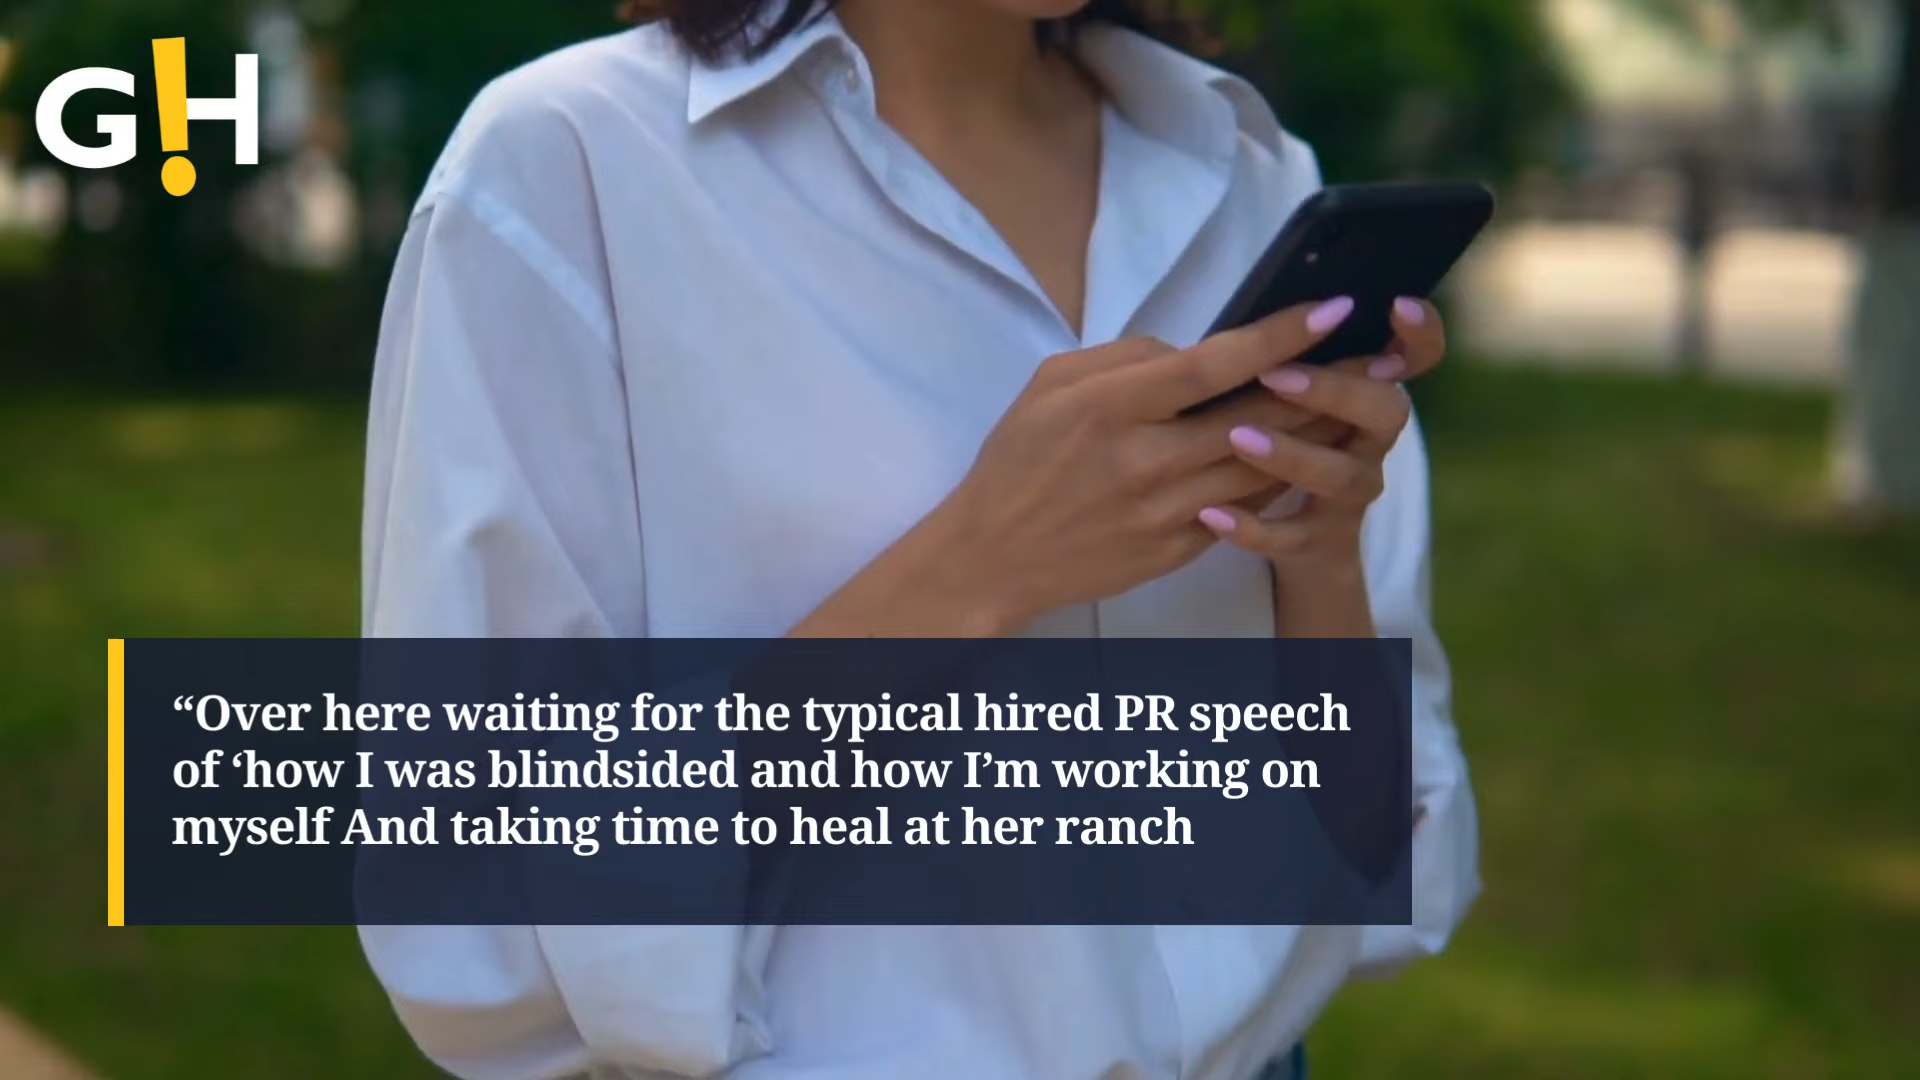 G!H
“Over here waiting for the typical hired PR speech
of ‘how I was blindsided and how I’m working on
myself And taking time to heal at her ranch